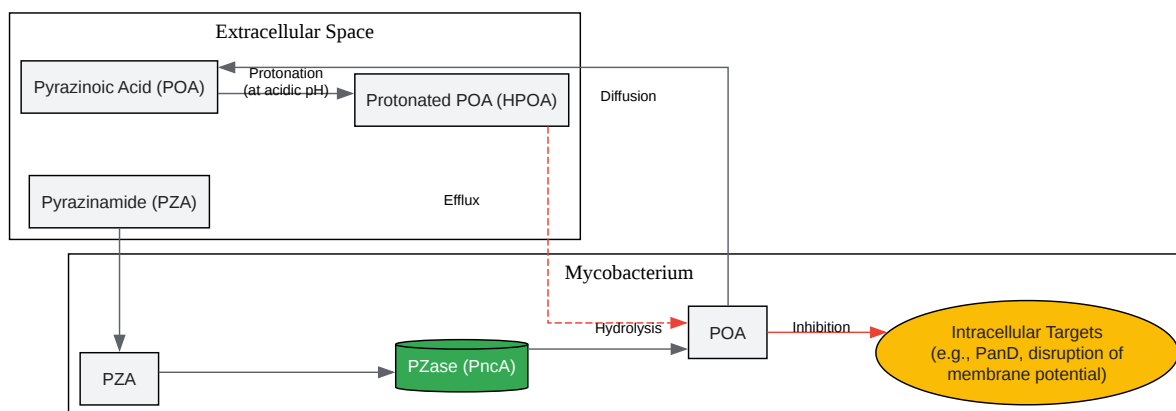 Extracellular Space
Pyrazinoic Acid (POA)
Protonation
(at acidic pH)
Protonated POA (HPOA)
Diffusion
Pyrazinamide (PZA)
Efflux
Mycobacterium
PZA
PZase (PncA)
Hydrolysis
POA
Inhibition
Intracellular Targets
(e.g., PanD, disruption of
membrane potential)